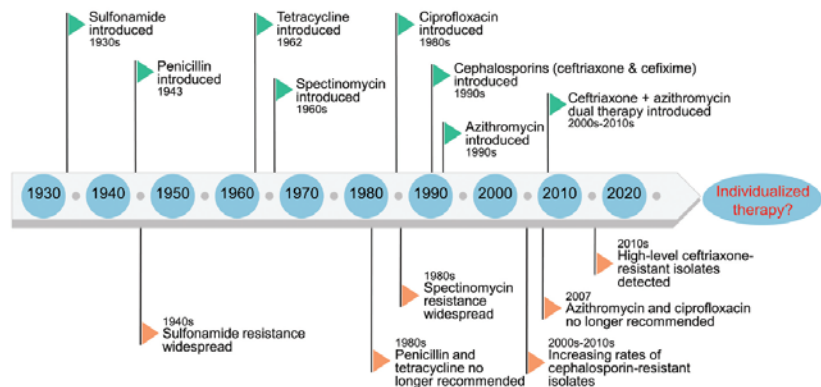 Sulfonamide
introduced
1930s
Penicillin
introduced
1943
Tetracycline
introduced
1962
Spectinomycin
introduced
1960s
Ciprofloxacin
introduced
1980s
Cephalosporins (ceftriaxone & cefixime)
introduced
1990s
Azithromycin
introduced
1990s
Ceftriaxone + azithromycin
dual therapy introduced
2000s-2010s
1930 1940 1950 1960 1970 1980 1990 2000 2010 2020
Individualized
therapy?
1940s
Sulfonamide resistance
widespread
1980s
Penicillin and
tetracycline no
longer recommended
1980s
Spectinomycin
resistance
widespread
2000s-2010s
Increasing rates of
cephalosporin-resistant
isolates
2007
Azithromycin and ciprofloxacin
no longer recommended
2010s
High-level ceftriaxone-
resistant isolates
detected